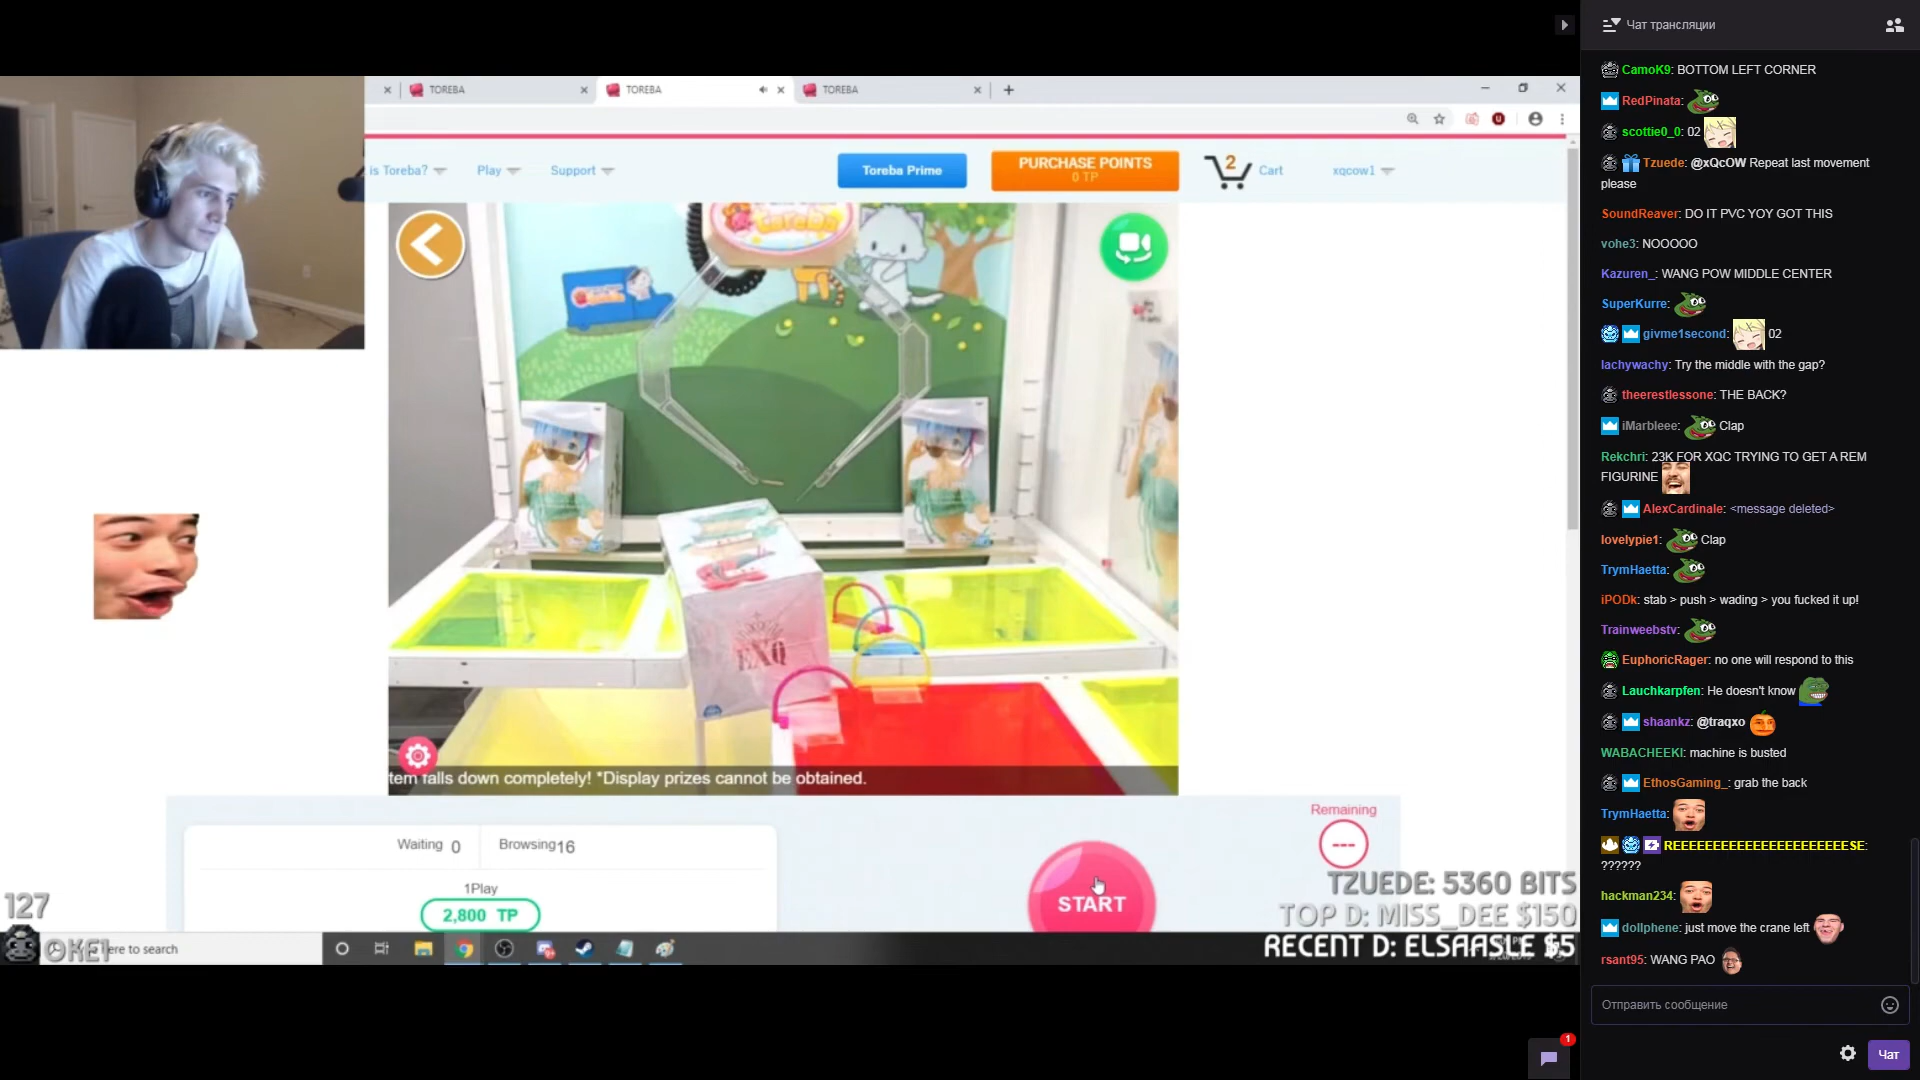 TOREBA
TOREBA
TOREBA
is Toreba?
Play
Support
Toreba Prime
PURCHASE POINTS
0 TP
2
Cart
xqcow1
EXQ
tem falls down completely! *Display prizes cannot be obtained.
Remaining
---
Waiting 0
Browsing 16
1Play
2,800 TP
START
127
TZUEDE: 5360 BITS
TOP D: MISS_DEE $150
RECENT D: ELSAASLE $5
here to search
Чат трансляции
CamoK9: BOTTOM LEFT CORNER
RedPinata:
scottie0_0: 02
Tzuede: @xQcOW Repeat last movement
please
SoundReaver: DO IT PVC YOY GOT THIS
vohe3: NOOOOO
Kazuren_: WANG POW MIDDLE CENTER
SuperKurre:
givme1second: 02
lachywachy: Try the middle with the gap?
theerestlessone: THE BACK?
iMarbleee: Clap
Rekchri: 23K FOR XQC TRYING TO GET A REM
FIGURINE
AlexCardinale: <message deleted>
lovelypie1: Clap
TrymHaetta:
iPODk: stab > push > wading > you fucked it up!
Trainweebstv:
EuphoricRager: no one will respond to this
Lauchkarpfen: He doesn't know
shaankz: @traqxo
WABACHEEKI: machine is busted
EthosGaming_: grab the back
TrymHaetta:
REEEEEEEEEEEEEEEEEEEEEESE:
??????
hackman234:
dollphene: just move the crane left
rsant95: WANG PAO
Отправить сообщение
1
Чат